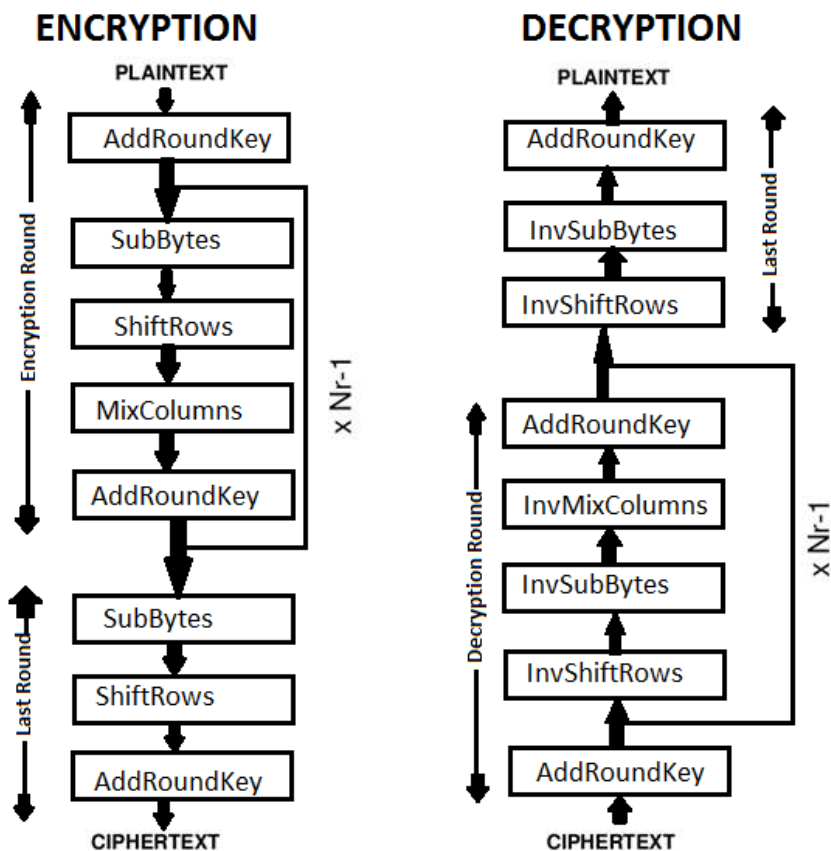 ENCRYPTION
PLAINTEXT
AddRoundKey
SubBytes
ShiftRows
MixColumns
AddRoundKey
SubBytes
ShiftRows
AddRoundKey
CIPHERTEXT
Encryption Round
Last Round
x Nr-1
DECRYPTION
PLAINTEXT
AddRoundKey
InvSubBytes
InvShiftRows
AddRoundKey
InvMixColumns
InvSubBytes
InvShiftRows
AddRoundKey
CIPHERTEXT
Last Round
Decryption Round
x Nr-1